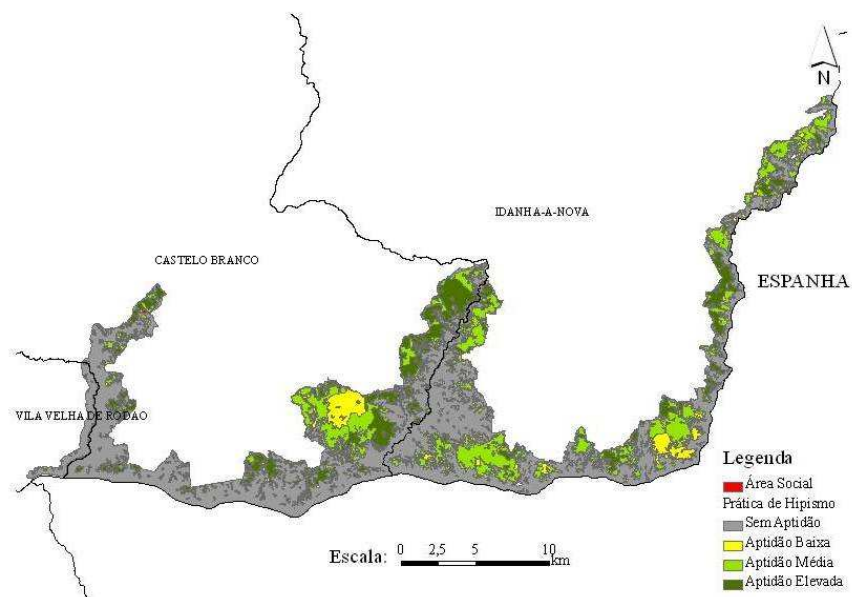 N
IDANHA-A-NOVA
CASTELO BRANCO
ESPANHA
VILA VELHA DE RODAO
Legenda
Área Social
Prática de Hipismo
Sem Aptidão
Aptidão Baixa
Aptidão Média
Aptidão Elevada
Escala: 0 2,5 5 10
km